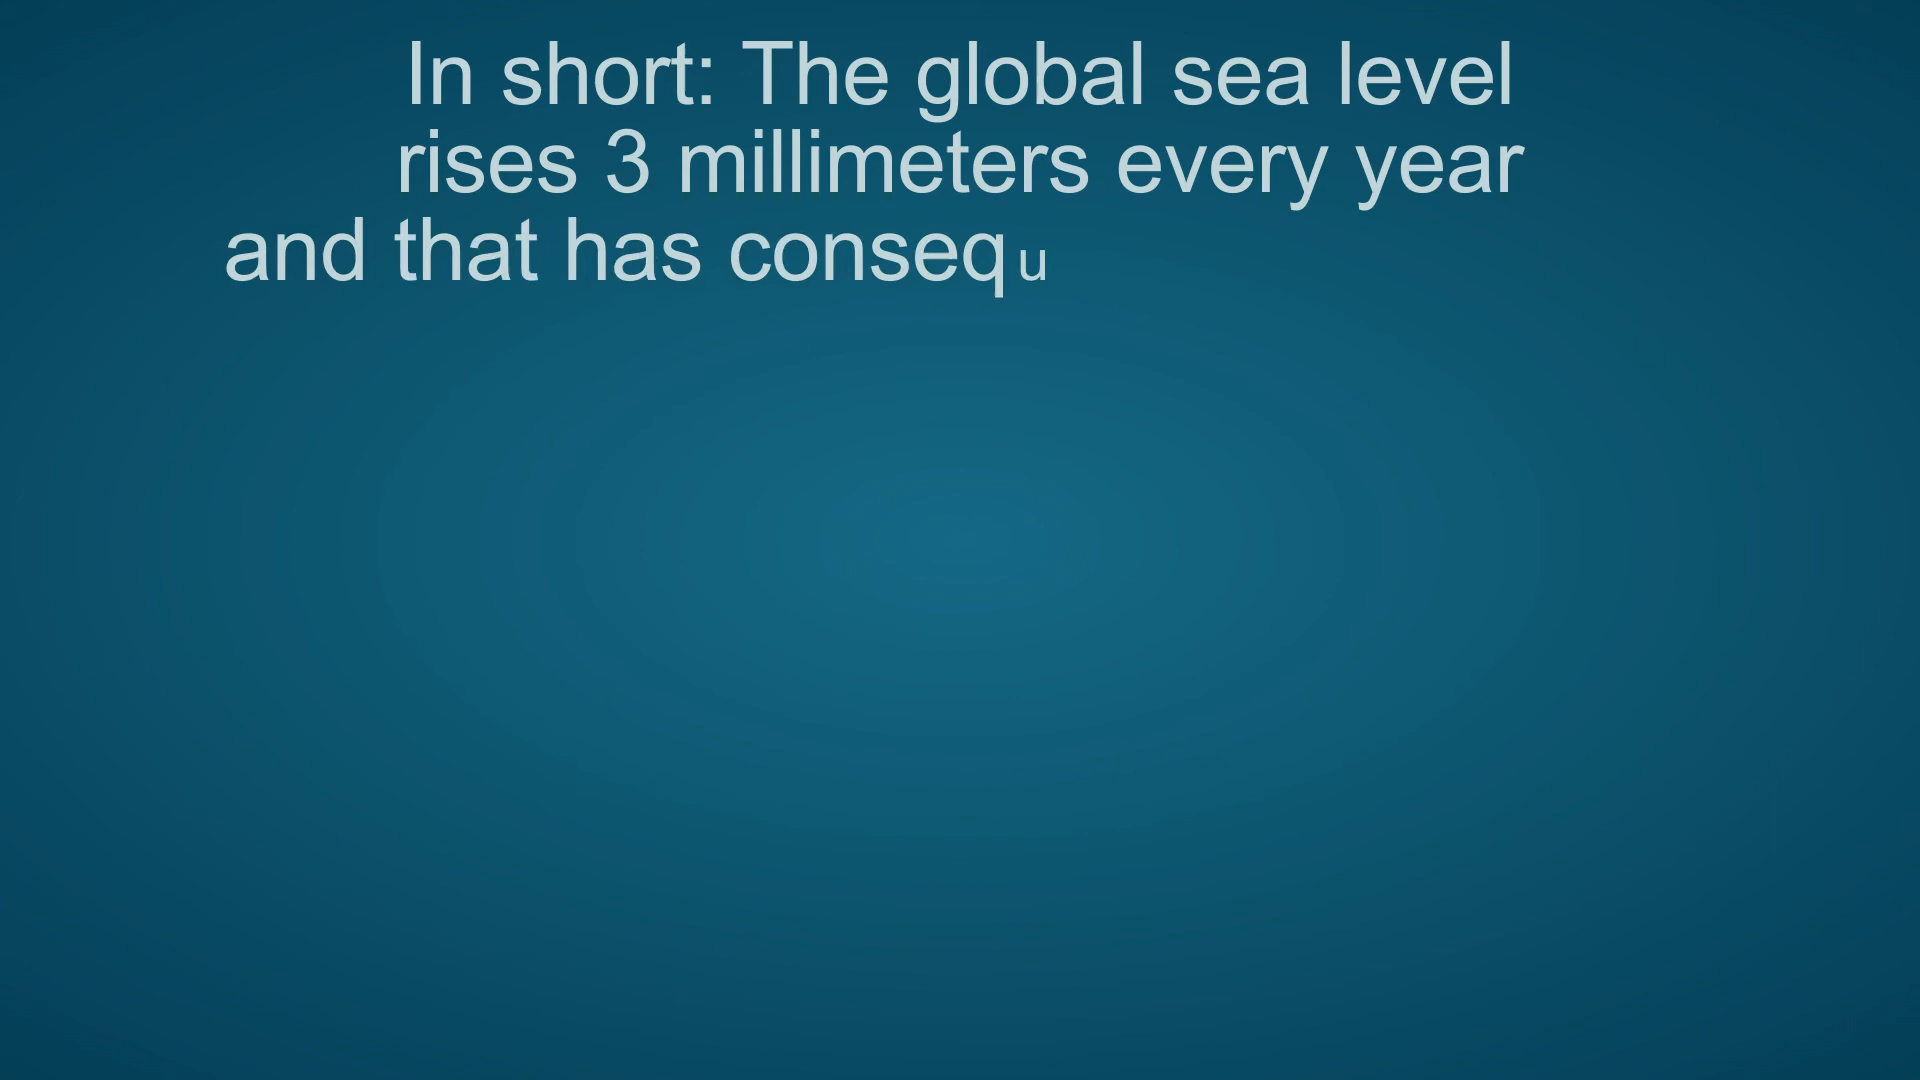 In short: The global sea level
rises 3 millimeters every year
and that has consequ